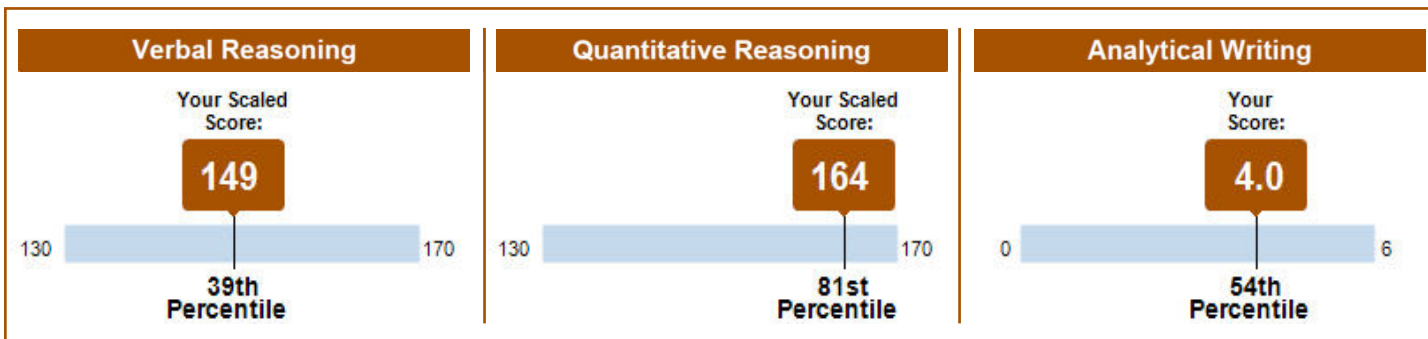 Verbal Reasoning
Your Scaled
Score:
149
130
170
39th
Percentile
Quantitative Reasoning
Your Scaled
Score:
164
130
170
81st
Percentile
Analytical Writing
Your
Score:
4.0
0
6
54th
Percentile